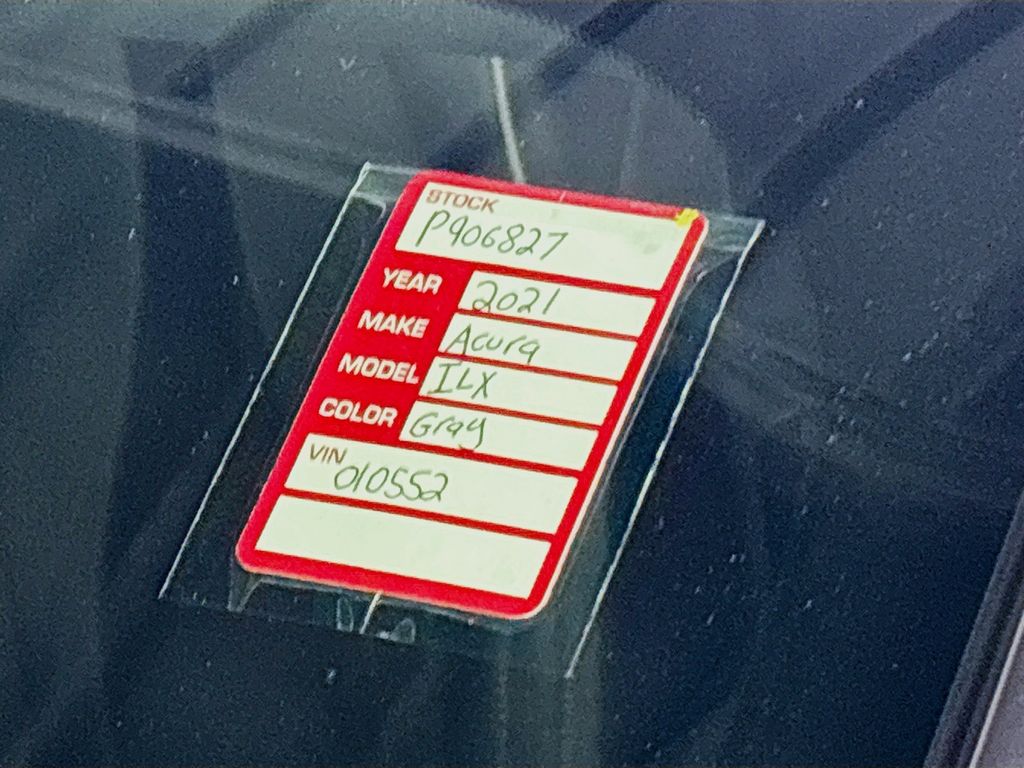 STOCK
P906827
YEAR 2021
MAKE Acura
MODEL ILX
COLOR Gray
VIN
010552